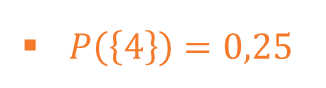 ▪ P({4}) = 0,25